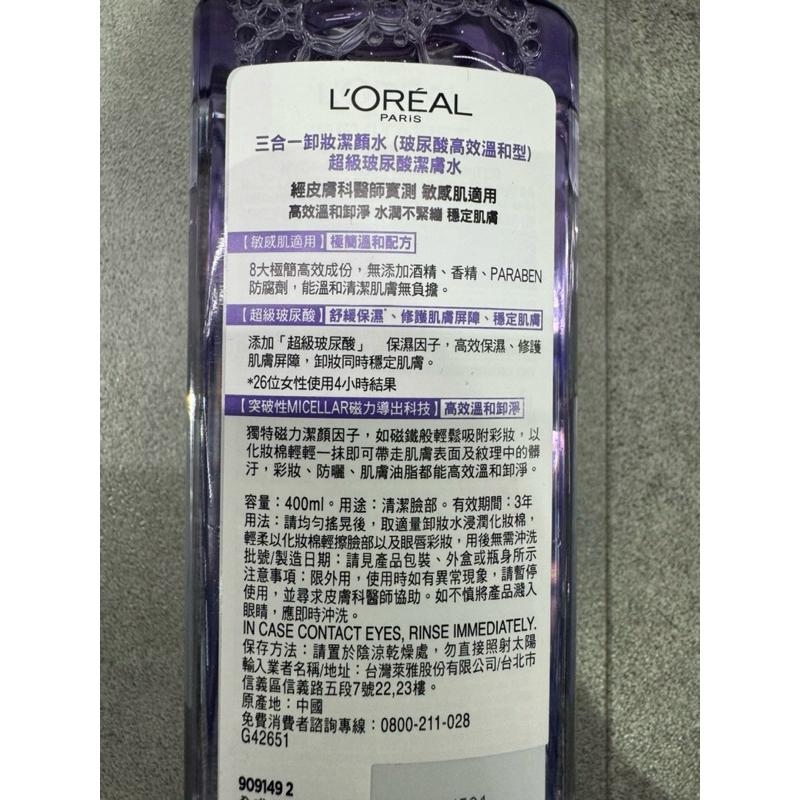 L'ORÉAL
PARIS
三合一卸妝潔顏水 (玻尿酸高效溫和型)
超級玻尿酸潔膚水
經皮膚科醫師實測 敏感肌適用
高效溫和卸淨 水潤不緊繃 穩定肌膚
【敏感肌適用】極簡溫和配方
8大極簡高效成份，無添加酒精、香精、PARABEN
防腐劑，能溫和清潔肌膚無負擔。
【超級玻尿酸】舒緩保濕*、修護肌膚屏障、穩定肌膚
添加「超級玻尿酸」 保濕因子，高效保濕、修護
肌膚屏障，卸妝同時穩定肌膚。
*26位女性使用4小時結果
【突破性MICELLAR磁力導出科技】高效溫和卸淨
獨特磁力潔顏因子，如磁鐵般輕鬆吸附彩妝，以
化妝棉輕輕一抹即可帶走肌膚表面及紋理中的髒
汙，彩妝、防曬、肌膚油脂都能高效溫和卸淨。
容量：400ml。用途：清潔臉部。有效期間：3年
用法：請均勻搖晃後，取適量卸妝水浸潤化妝棉，
輕柔以化妝棉輕擦臉部以及眼唇彩妝，用後無需沖洗
批號/製造日期：請見產品包裝、外盒或瓶身所示
注意事項：限外用，使用時如有異常現象，請暫停
使用，並尋求皮膚科醫師協助。如不慎將產品濺入
眼睛，應即時沖洗。
IN CASE CONTACT EYES, RINSE IMMEDIATELY.
保存方法：請置於陰涼乾燥處，勿直接照射太陽
輸入業者名稱/地址：台灣萊雅股份有限公司/台北市
信義區信義路五段7號22,23樓。
原產地：中國
免費消費者諮詢專線：0800-211-028
G42651
909149 2